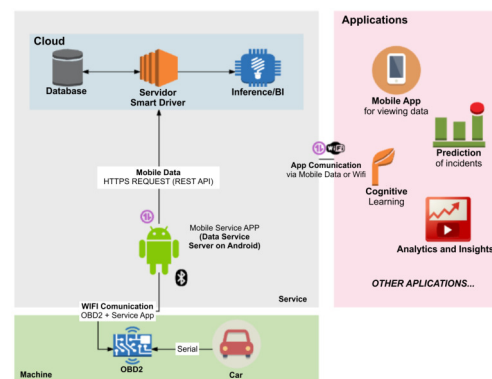 Cloud
Database
Servidor
Smart Driver
Inference/BI
Mobile Data
HTTPS REQUEST (REST API)
Mobile Service APP
(Data Service
Server on Android)
WIFI Comunication
OBD2 + Service App
Service
Machine
OBD2
Serial
Car
WiFi
App Comunication
via Mobile Data or Wifi
Applications
Mobile App
for viewing data
Prediction
of incidents
Cognitive
Learning
Analytics and Insights
OTHER APLICATIONS...